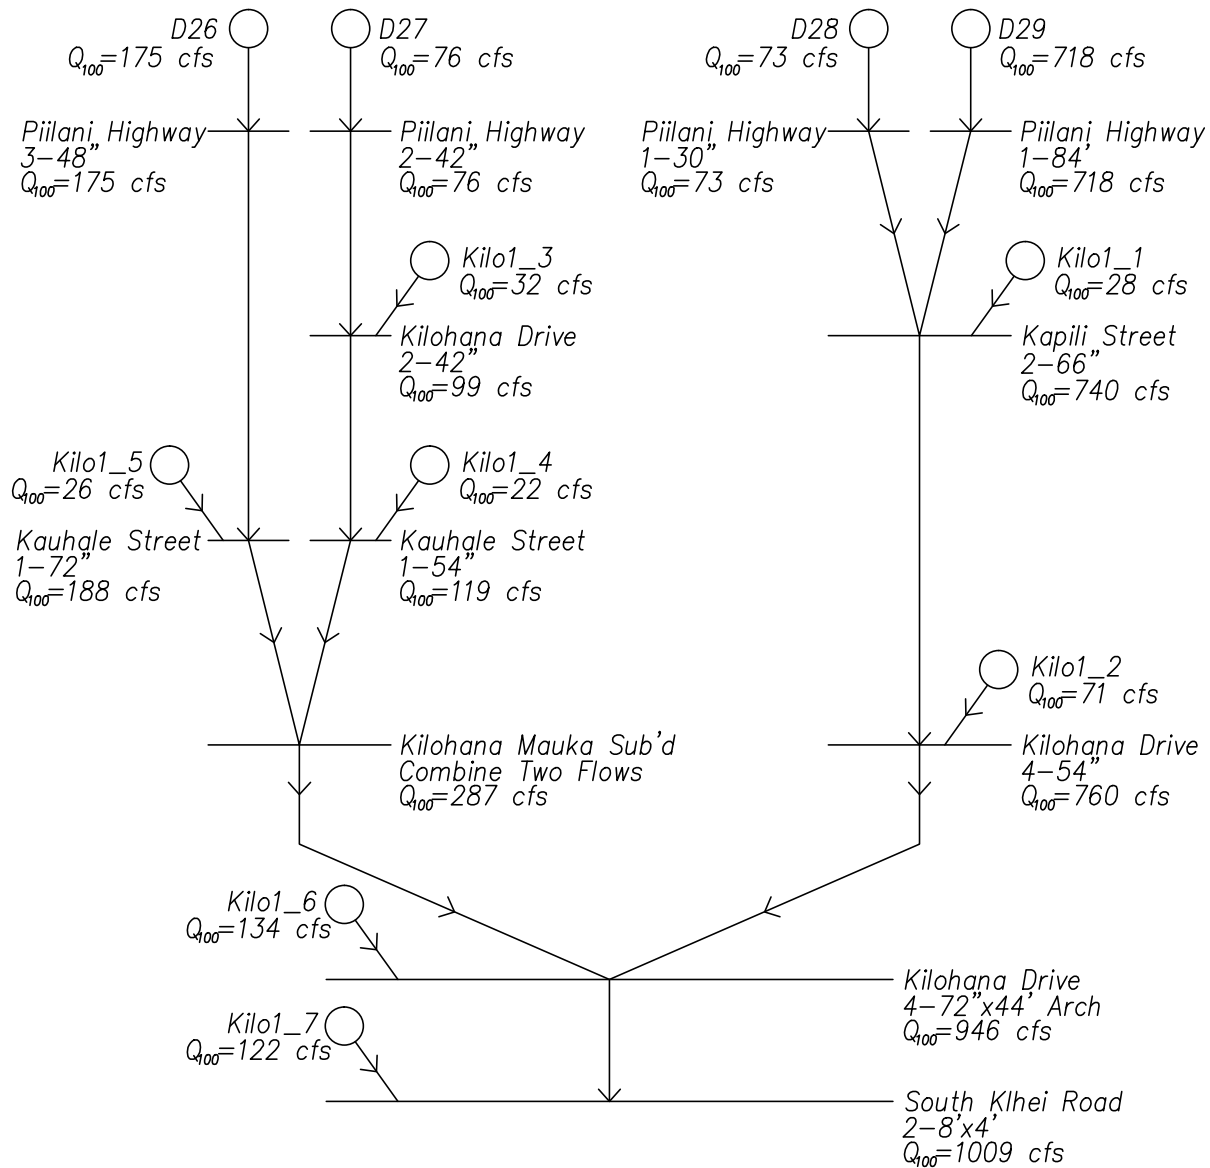 D26
Q100=175 cfs
D27
Q100=76 cfs
D28
Q100=73 cfs
D29
Q100=718 cfs
Piilani Highway
3-48"
Q100=175 cfs
Piilani Highway
2-42"
Q100=76 cfs
Piilani Highway
1-30"
Q100=73 cfs
Piilani Highway
1-84'
Q100=718 cfs
Kilo1_3
Q100=32 cfs
Kilo1_1
Q100=28 cfs
Kilohana Drive
2-42"
Q100=99 cfs
Kapili Street
2-66"
Q100=740 cfs
Kilo1_5
Q100=26 cfs
Kilo1_4
Q100=22 cfs
Kauhale Street
1-72"
Q100=188 cfs
Kauhale Street
1-54"
Q100=119 cfs
Kilo1_2
Q100=71 cfs
Kilohana Mauka Sub'd
Combine Two Flows
Q100=287 cfs
Kilohana Drive
4-54"
Q100=760 cfs
Kilo1_6
Q100=134 cfs
Kilohana Drive
4-72"x44' Arch
Q100=946 cfs
Kilo1_7
Q100=122 cfs
South KIhei Road
2-8'x4'
Q100=1009 cfs